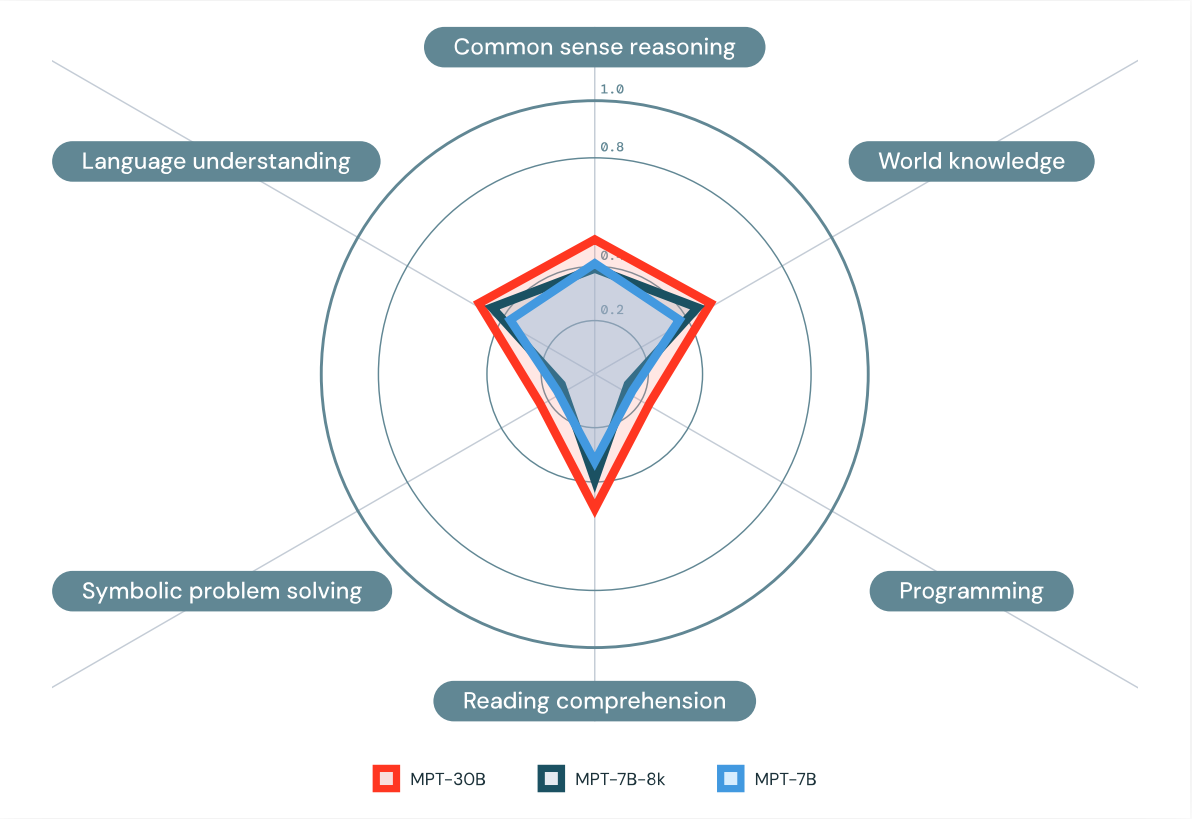 Common sense reasoning
1.0
0.8
Language understanding
World knowledge
0.2
Symbolic problem solving
Programming
Reading comprehension
MPT-30B
MPT-7B-8k
MPT-7B